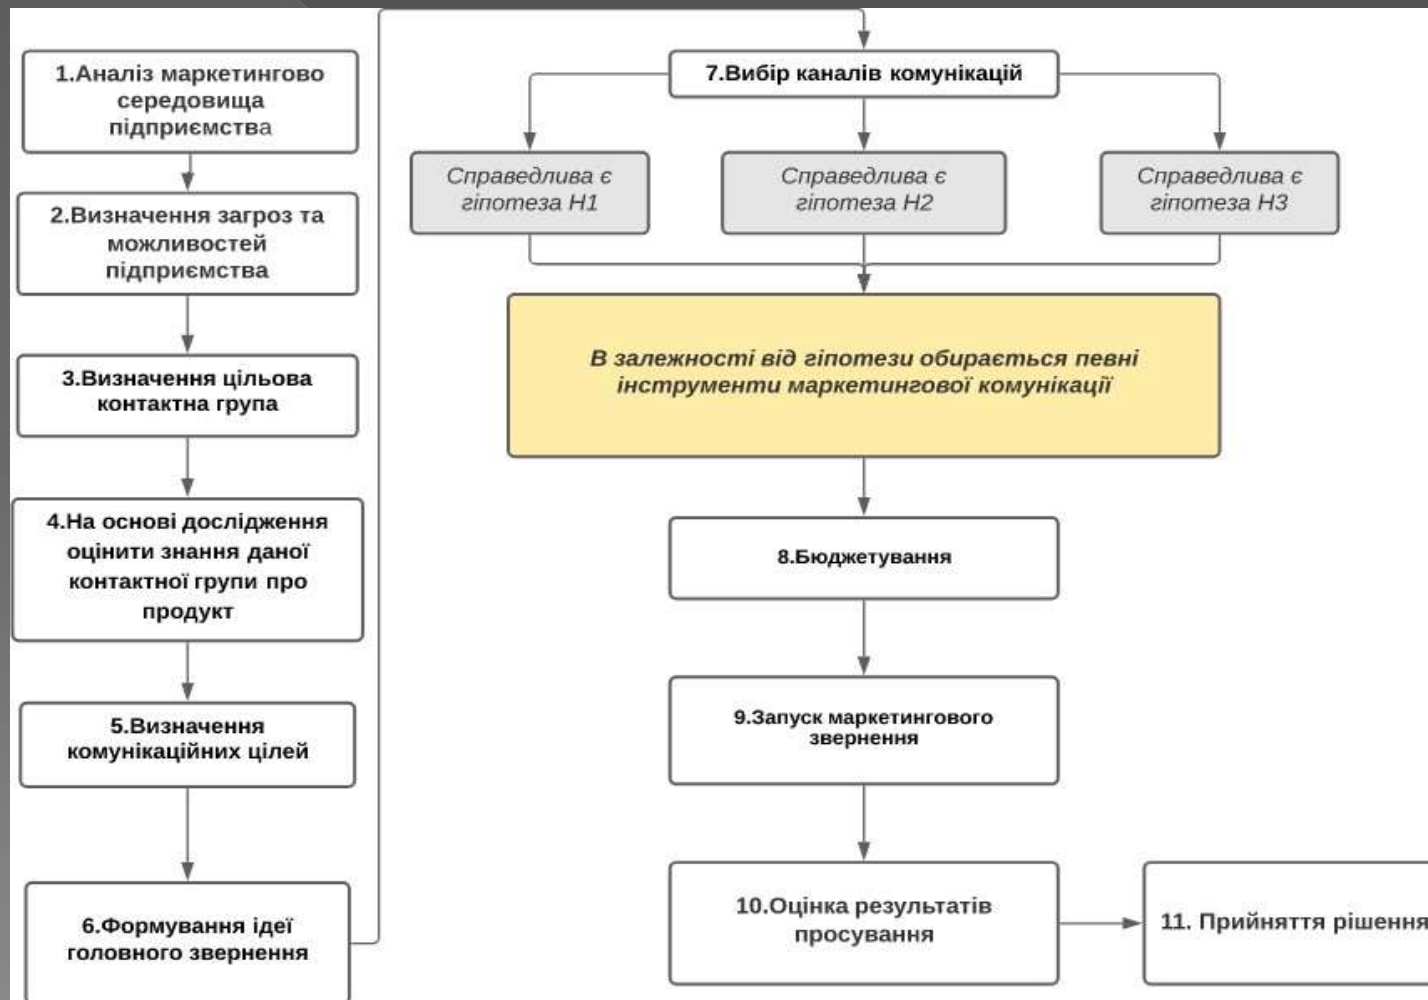 1.Аналіз маркетингово
середовища
підприємства
2.Визначення загроз та
можливостей
підприємства
3.Визначення цільова
контактна група
4.На основі дослідження
оцінити знання даної
контактної групи про
продукт
5.Визначення
комунікаційних цілей
6.Формування ідеї
головного звернення
7.Вибір каналів комунікацій
Справедлива є
гіпотеза Н1
Справедлива є
гіпотеза Н2
Справедлива є
гіпотеза Н3
В залежності від гіпотези обирається певні
інструменти маркетингової комунікації
8.Бюджетування
9.Запуск маркетингового
звернення
10.Оцінка результатів
просування
11. Прийняття рішення